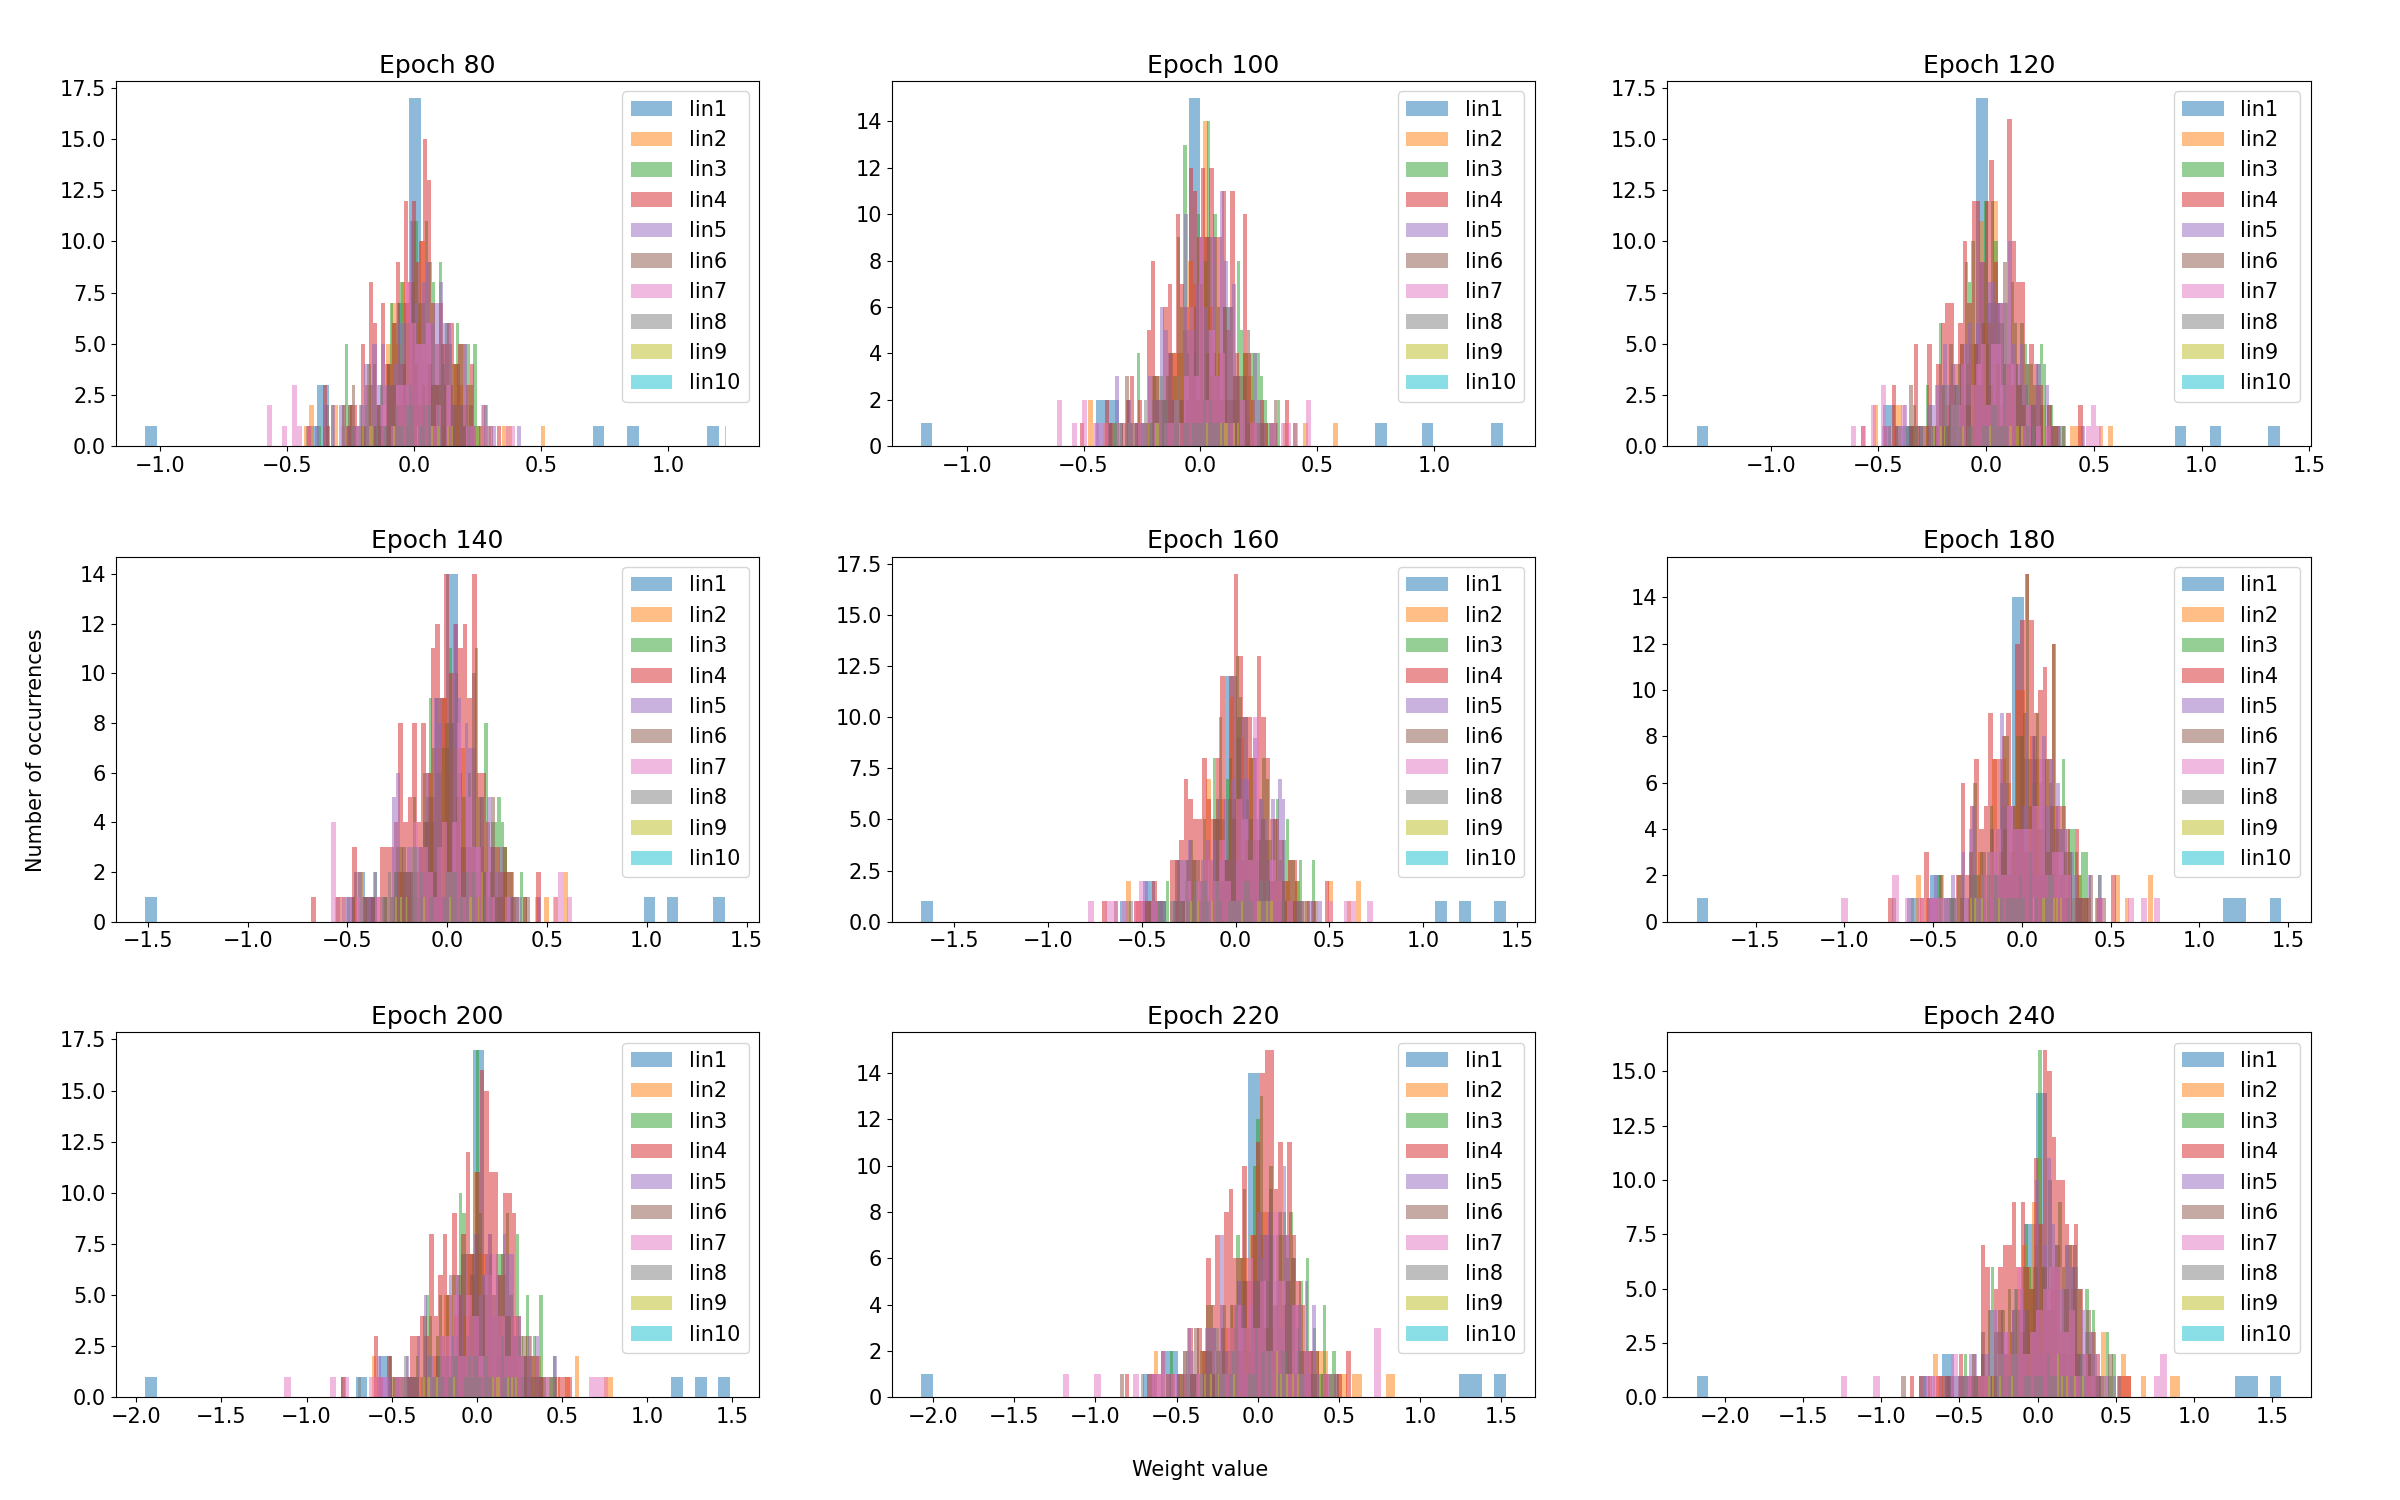 Epoch 80
17.5
15.0
12.5
10.0
7.5
5.0
2.5
0.0
−1.0 −0.5 0.0 0.5 1.0
lin1
lin2
lin3
lin4
lin5
lin6
lin7
lin8
lin9
lin10
Epoch 100
14
12
10
8
6
4
2
0
−1.0 −0.5 0.0 0.5 1.0
lin1
lin2
lin3
lin4
lin5
lin6
lin7
lin8
lin9
lin10
Epoch 120
17.5
15.0
12.5
10.0
7.5
5.0
2.5
0.0
−1.0 −0.5 0.0 0.5 1.0 1.5
lin1
lin2
lin3
lin4
lin5
lin6
lin7
lin8
lin9
lin10
Number of occurrences
Epoch 140
14
12
10
8
6
4
2
0
−1.5 −1.0 −0.5 0.0 0.5 1.0 1.5
lin1
lin2
lin3
lin4
lin5
lin6
lin7
lin8
lin9
lin10
Epoch 160
17.5
15.0
12.5
10.0
7.5
5.0
2.5
0.0
−1.5 −1.0 −0.5 0.0 0.5 1.0 1.5
lin1
lin2
lin3
lin4
lin5
lin6
lin7
lin8
lin9
lin10
Epoch 180
14
12
10
8
6
4
2
0
−1.5 −1.0 −0.5 0.0 0.5 1.0 1.5
lin1
lin2
lin3
lin4
lin5
lin6
lin7
lin8
lin9
lin10
Epoch 200
17.5
15.0
12.5
10.0
7.5
5.0
2.5
0.0
−2.0 −1.5 −1.0 −0.5 0.0 0.5 1.0 1.5
lin1
lin2
lin3
lin4
lin5
lin6
lin7
lin8
lin9
lin10
Epoch 220
14
12
10
8
6
4
2
0
−2.0 −1.5 −1.0 −0.5 0.0 0.5 1.0 1.5
lin1
lin2
lin3
lin4
lin5
lin6
lin7
lin8
lin9
lin10
Epoch 240
15.0
12.5
10.0
7.5
5.0
2.5
0.0
−2.0 −1.5 −1.0 −0.5 0.0 0.5 1.0 1.5
lin1
lin2
lin3
lin4
lin5
lin6
lin7
lin8
lin9
lin10
Weight value